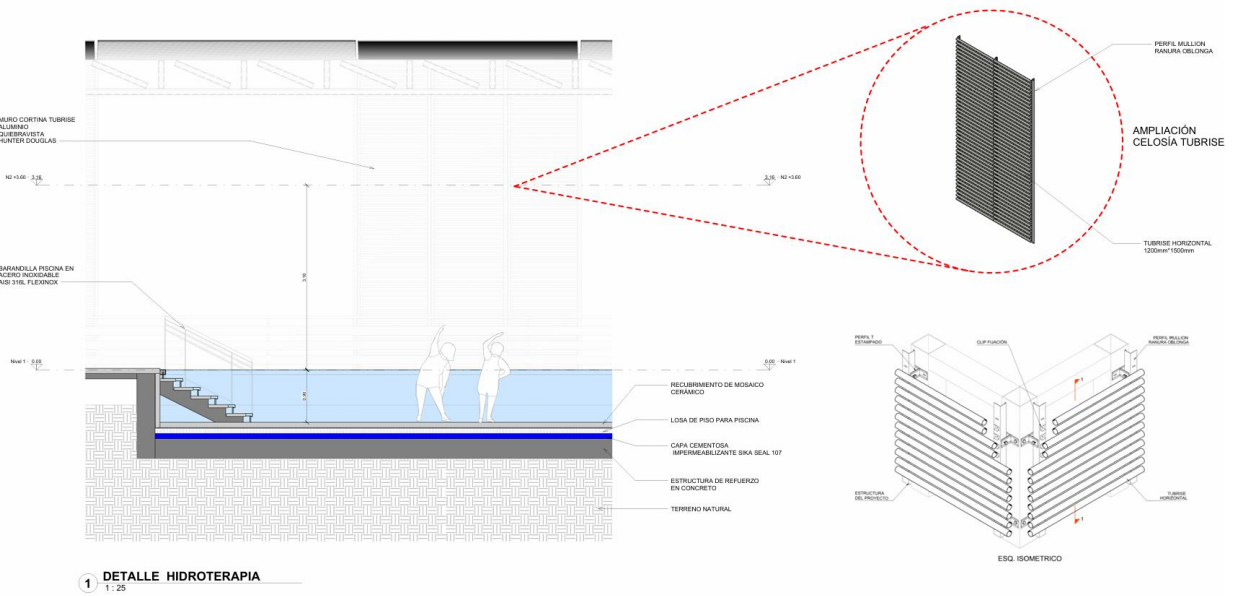 PERFIL MULLION
RANURA OBLONGA
MURO CORTINA TUBRISE
ALUMINIO
QUIEBRAVISTA
HUNTER DOUGLAS
AMPLIACIÓN
CELOSÍA TUBRISE
N2 +3.60
3.16
3.16
N2 +3.60
TUBRISE HORIZONTAL
1200mm*1500mm
BARANDILLA PISCINA EN
ACERO INOXIDABLE
AISI 316L FLEXINOX
PERFIL T
ESTAMPADO
CLIP FIJACIÓN
PERFIL MULLION
RANURA OBLONGA
Nivel 1
0.00
0.00
Nivel 1
1
RECUBRIMIENTO DE MOSAICO
CERÁMICO
LOSA DE PISO PARA PISCINA
CAPA CEMENTOSA
IMPERMEABILIZANTE SIKA SEAL 107
ESTRUCTURA DE REFUERZO
EN CONCRETO
ESTRUCTURA
DEL PROYECTO
TUBRISE
HORIZONTAL
TERRENO NATURAL
1
ESQ. ISOMETRICO
1
DETALLE HIDROTERAPIA
1 : 25